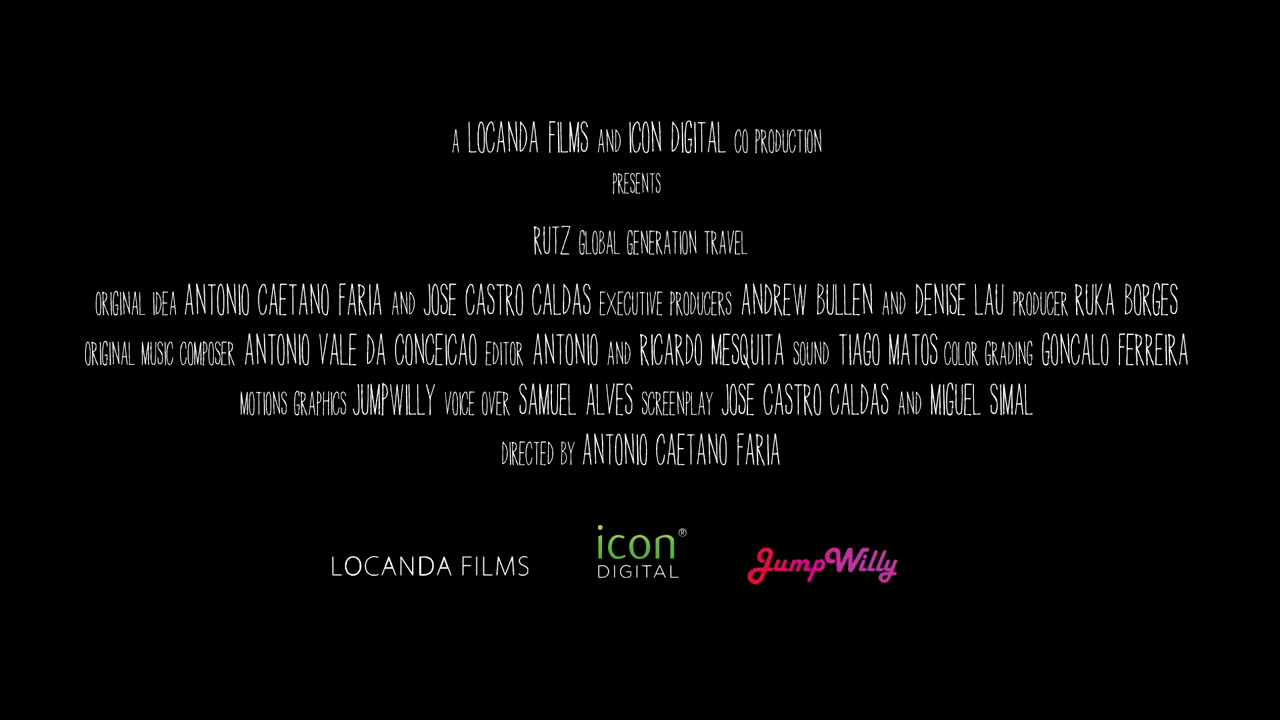 A LOCANDA FILMS AND ICON DIGITAL CO PRODUCTION
PRESENTS
RUTZ GLOBAL GENERATION TRAVEL
ORIGINAL IDEA ANTONIO CAETANO FARIA AND JOSE CASTRO CALDAS EXECUTIVE PRODUCERS ANDREW BULLEN AND DENISE LAU PRODUCER RUKA BORGES
ORIGINAL MUSIC COMPOSER ANTONIO VALE DA CONCEICAO EDITOR ANTONIO AND RICARDO MESQUITA SOUND TIAGO MATOS COLOR GRADING GONCALO FERREIRA
MOTIONS GRAPHICS JUMPWILLY VOICE OVER SAMUEL ALVES SCREENPLAY JOSE CASTRO CALDAS AND MIGUEL SIMAL
DIRECTED BY ANTONIO CAETANO FARIA
LOCANDA FILMS
icon®
DIGITAL
JumpWilly